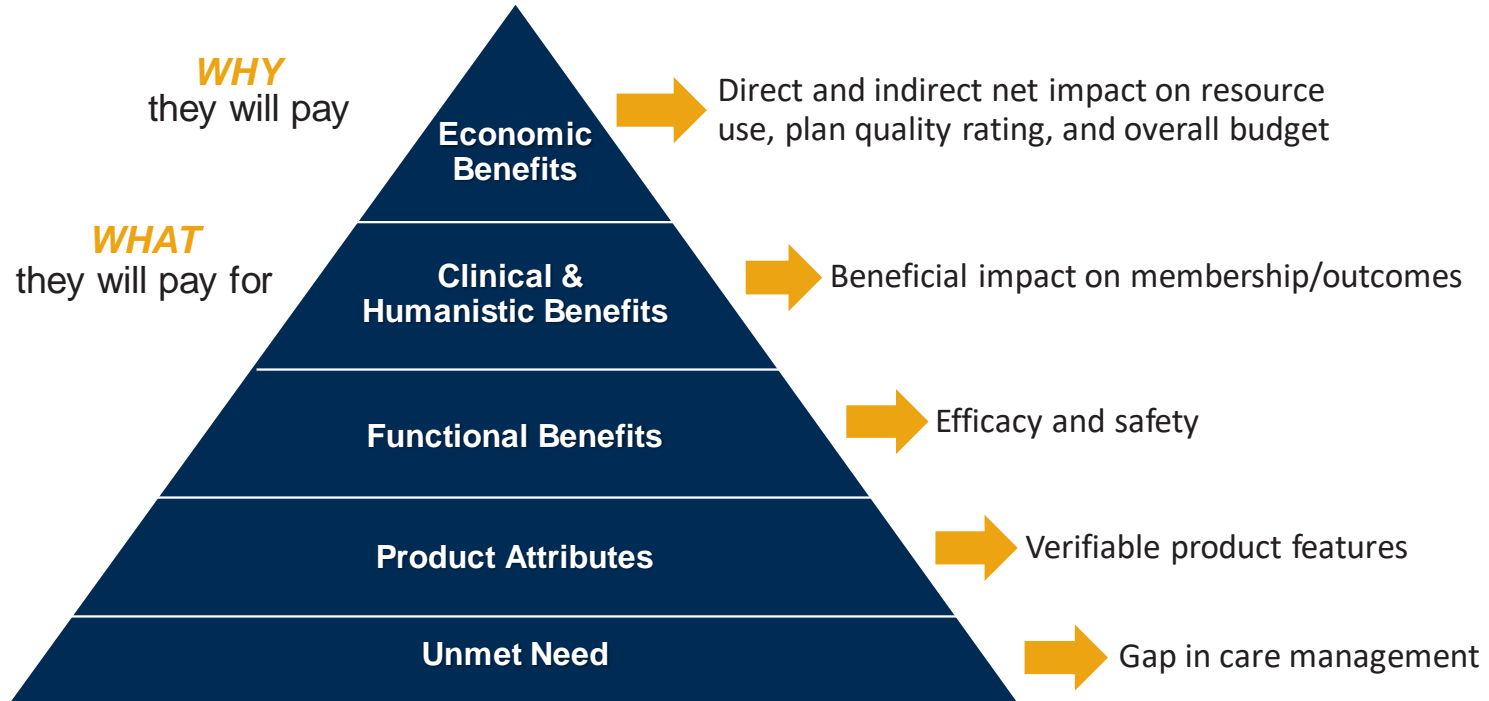 WHY
they will pay
Economic
Benefits
Direct and indirect net impact on resource
use, plan quality rating, and overall budget
WHAT
they will pay for
Clinical &
Humanistic Benefits
Beneficial impact on membership/outcomes
Functional Benefits
Efficacy and safety
Product Attributes
Verifiable product features
Unmet Need
Gap in care management